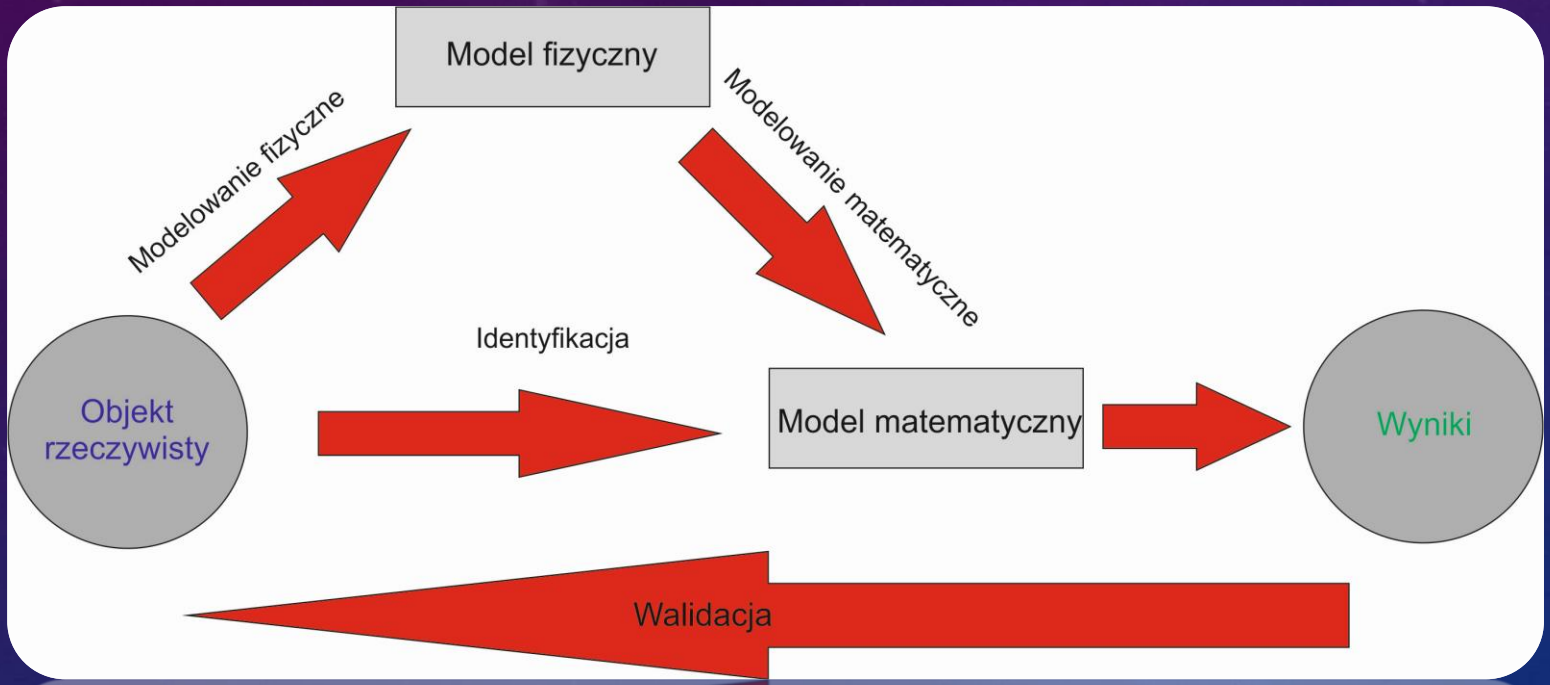 Model fizyczny
Modelowanie fizyczne
Modelowanie matematyczne
Identyfikacja
Objekt
rzeczywisty
Model matematyczny
Wyniki
Walidacja